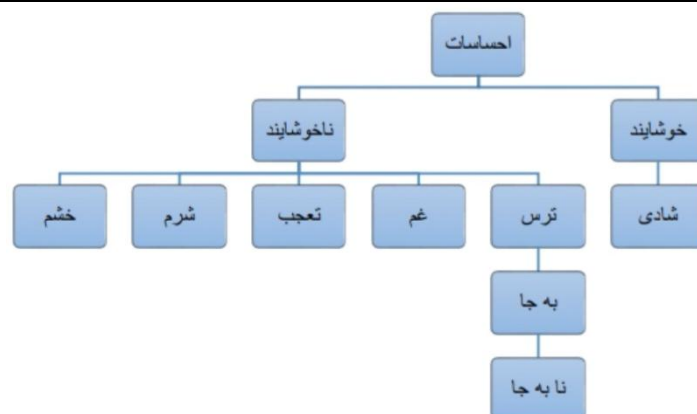 احساسات
خوشایند
ناخوشایند
شادی
ترس
غم
تعجب
شرم
خشم
به جا
نا به جا